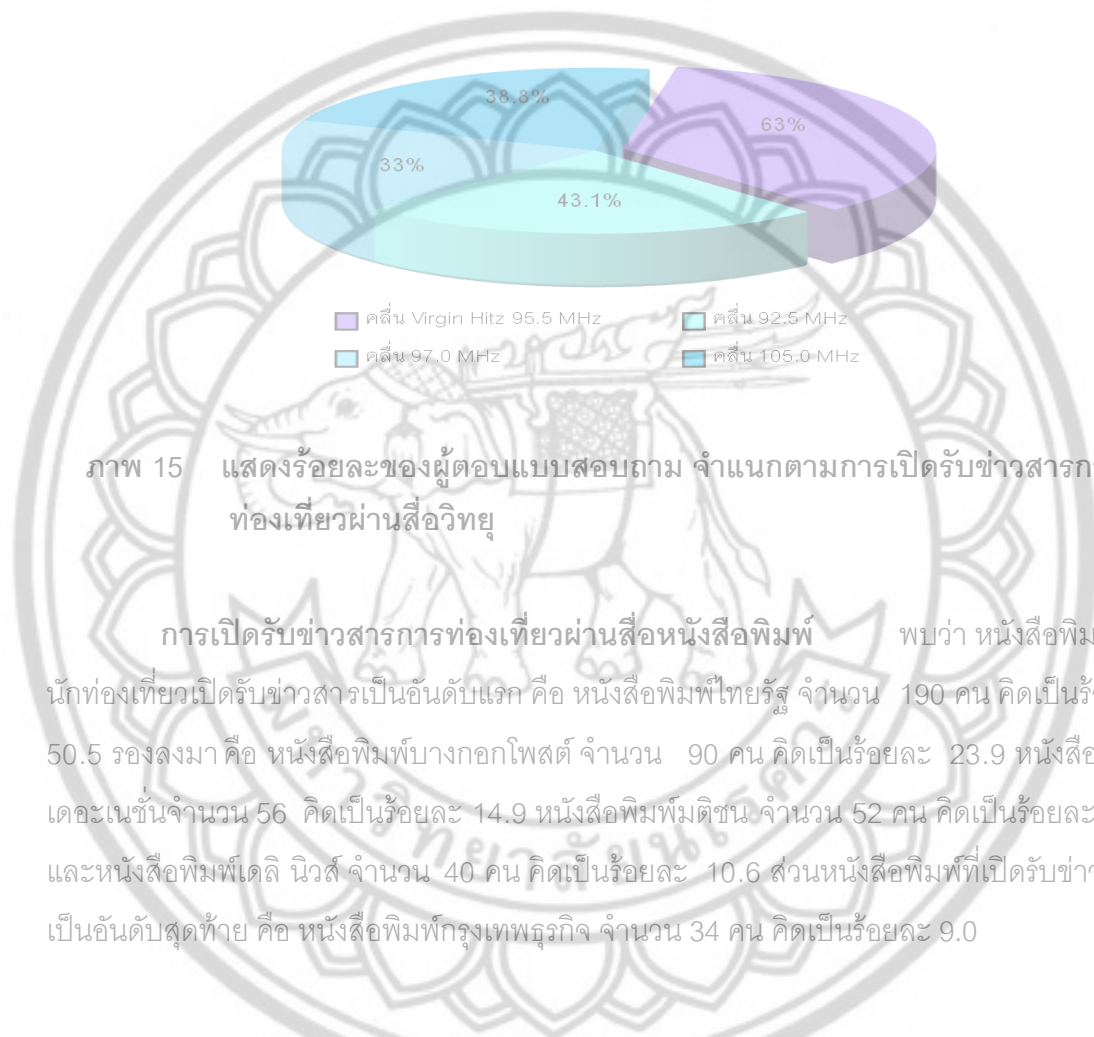 38.8%
63%
33%
43.1%
คลื่น Virgin Hitz 95.5 MHz
คลื่น 92.5 MHz
คลื่น 97.0 MHz
คลื่น 105.0 MHz
ภาพ 15 แสดงร้อยละของผู้ตอบแบบสอบถาม จำแนกตามการเปิดรับข่าวสารก
ท่องเที่ยวผ่านสื่อวิทยุ
การเปิดรับข่าวสารการท่องเที่ยวผ่านสื่อหนังสือพิมพ์ พบว่า หนังสือพิม
นักท่องเที่ยวเปิดรับข่าวสารเป็นอันดับแรก คือ หนังสือพิมพ์ไทยรัฐ จำนวน 190 คน คิดเป็นร้
50.5 รองลงมา คือ หนังสือพิมพ์บางกอกโพสต์ จำนวน 90 คน คิดเป็นร้อยละ 23.9 หนังสือ
เดอะเนชั่นจำนวน 56 คิดเป็นร้อยละ 14.9 หนังสือพิมพ์มติชน จำนวน 52 คน คิดเป็นร้อยละ
และหนังสือพิมพ์เดลิ นิวส์ จำนวน 40 คน คิดเป็นร้อยละ 10.6 ส่วนหนังสือพิมพ์ที่เปิดรับข่า
เป็นอันดับสุดท้าย คือ หนังสือพิมพ์กรุงเทพธุรกิจ จำนวน 34 คน คิดเป็นร้อยละ 9.0
มหาวิทยาลัยนเรศวร